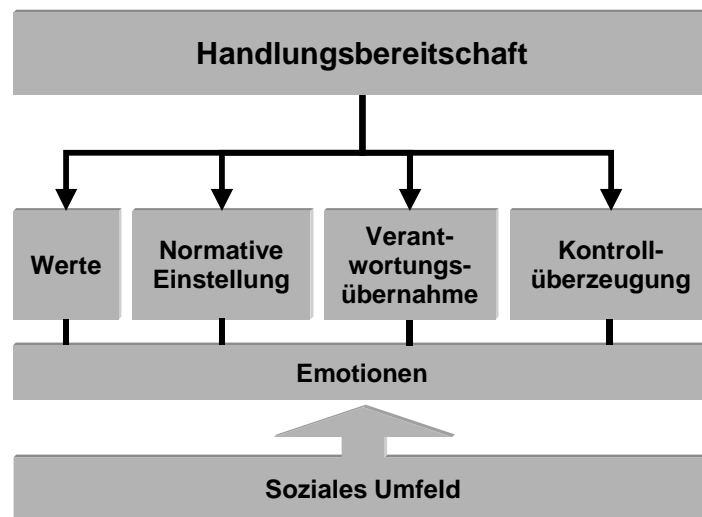 Handlungsbereitschaft
Werte
Normative
Einstellung
Verant-
wortungs-
übernahme
Kontroll-
überzeugung
Emotionen
Soziales Umfeld